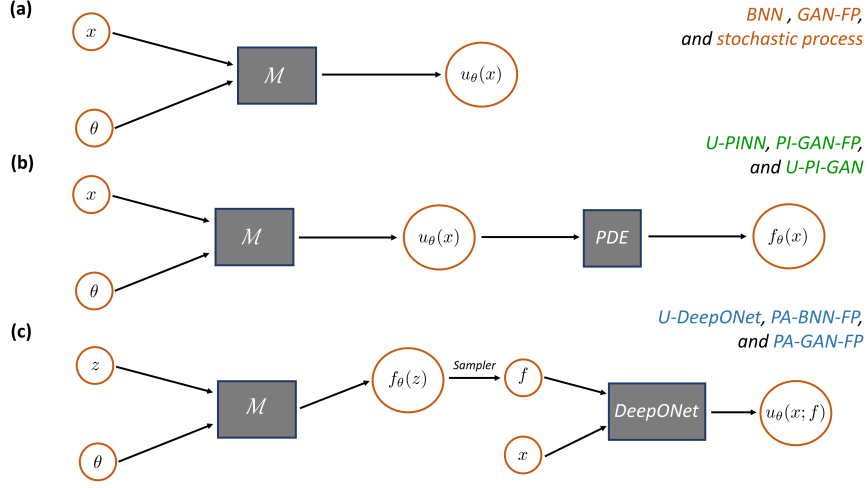 (a)
BNN , GAN-FP,
and stochastic process
x
M
u_θ(x)
θ
(b)
U-PINN, PI-GAN-FP,
and U-PI-GAN
x
M
u_θ(x)
PDE
f_θ(x)
θ
(c)
U-DeepONet, PA-BNN-FP,
and PA-GAN-FP
z
M
f_θ(z)
Sampler
f
DeepONet
u_θ(x; f)
θ
x